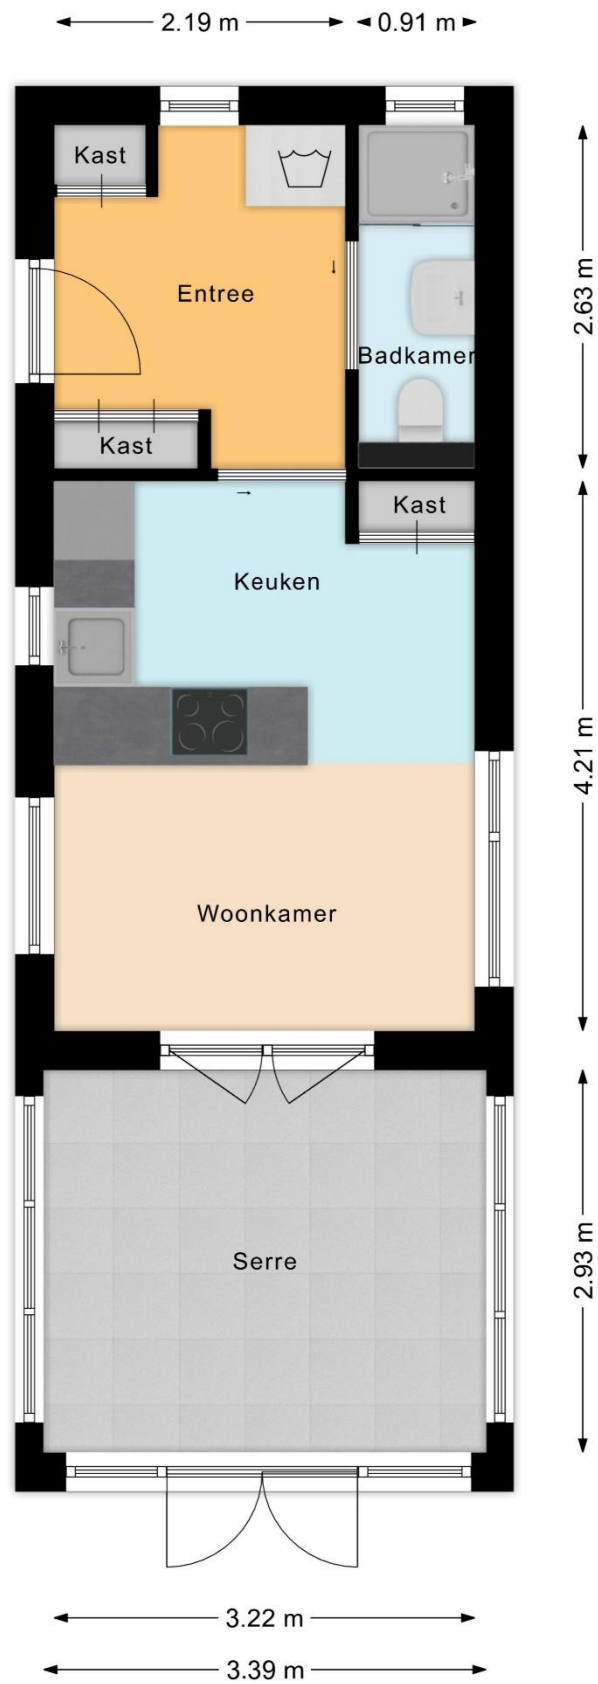 2.19 m
0.91 m
Kast
2.63 m
Entree
Badkamer
Kast
Kast
Keuken
4.21 m
Woonkamer
2.93 m
Serre
3.22 m
3.39 m